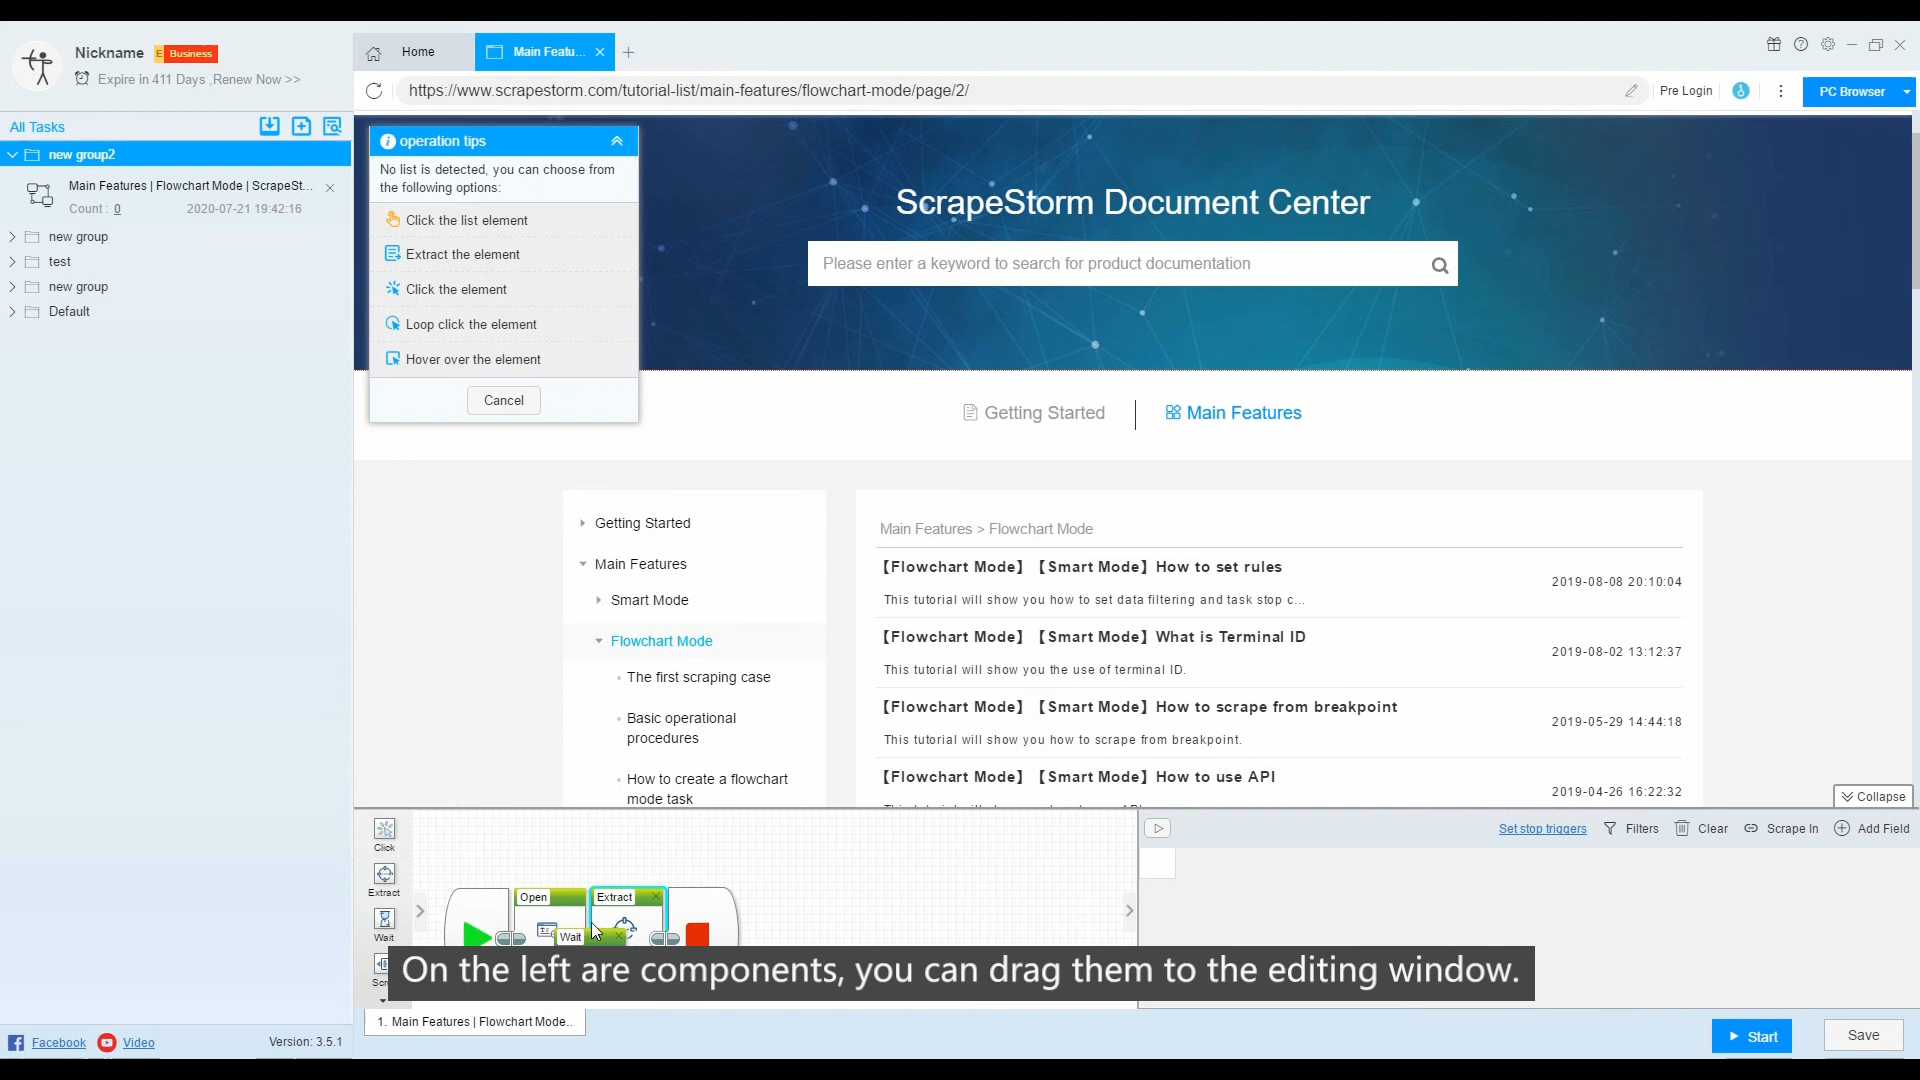 Nickname
E Business
Expire in 411 Days ,Renew Now >>
Home
Main Featu...
https://www.scrapestorm.com/tutorial-list/main-features/flowchart-mode/page/2/
Pre Login
PC Browser
All Tasks
new group2
Main Features | Flowchart Mode | ScrapeSt...
Count : 0
2020-07-21 19:42:16
new group
test
new group
Default
operation tips
No list is detected, you can choose from
the following options:
Click the list element
Extract the element
Click the element
Loop click the element
Hover over the element
Cancel
ScrapeStorm Document Center
Please enter a keyword to search for product documentation
Getting Started
Main Features
Getting Started
Main Features
Smart Mode
Flowchart Mode
The first scraping case
Basic operational
procedures
How to create a flowchart
mode task
Main Features > Flowchart Mode
【Flowchart Mode】【Smart Mode】How to set rules
2019-08-08 20:10:04
This tutorial will show you how to set data filtering and task stop c...
【Flowchart Mode】【Smart Mode】What is Terminal ID
2019-08-02 13:12:37
This tutorial will show you the use of terminal ID.
【Flowchart Mode】【Smart Mode】How to scrape from breakpoint
2019-05-29 14:44:18
This tutorial will show you how to scrape from breakpoint.
【Flowchart Mode】【Smart Mode】How to use API
2019-04-26 16:22:32
Collapse
Click
Extract
Wait
Open
Extract
Wait
Set stop triggers
Filters
Clear
Scrape In
Add Field
On the left are components, you can drag them to the editing window.
1. Main Features | Flowchart Mode..
Facebook
Video
Version: 3.5.1
Start
Save